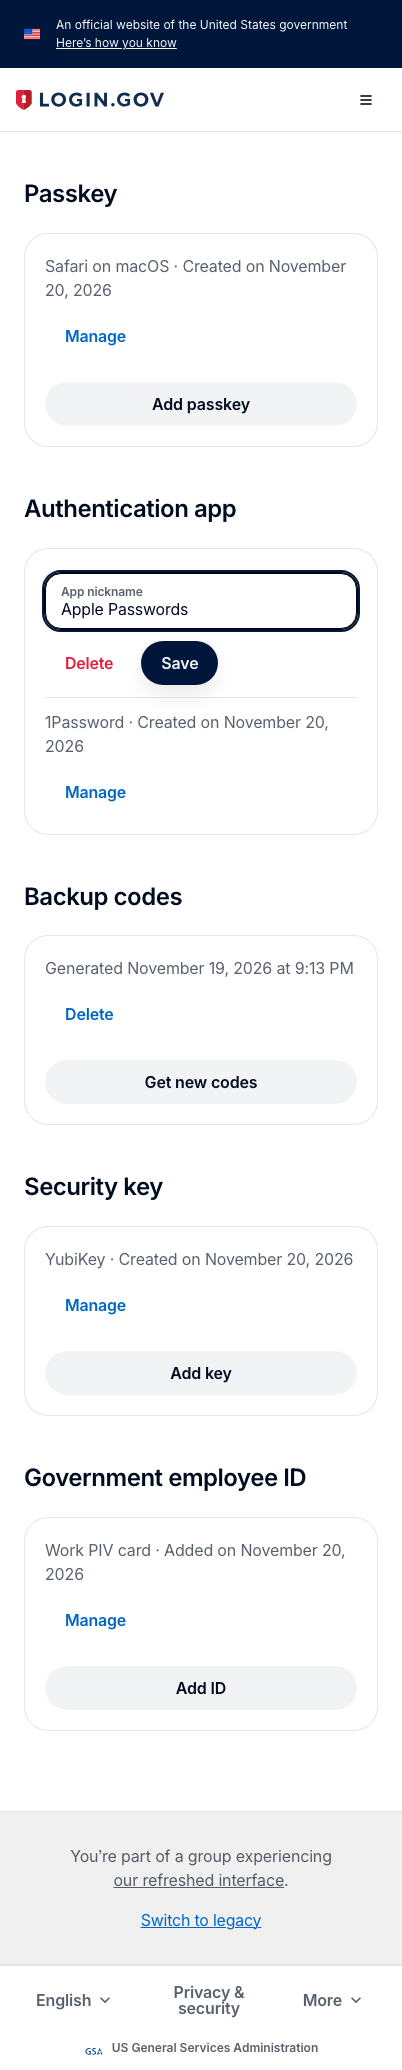 An official website of the United States government
Here’s how you know
LOGIN.GOV
Passkey
Safari on macOS · Created on November
20, 2026
Manage
Add passkey
Authentication app
App nickname
Apple Passwords
Delete
Save
1Password · Created on November 20,
2026
Manage
Backup codes
Generated November 19, 2026 at 9:13 PM
Delete
Get new codes
Security key
YubiKey · Created on November 20, 2026
Manage
Add key
Government employee ID
Work PIV card · Added on November 20,
2026
Manage
Add ID
You’re part of a group experiencing
our refreshed interface.
Switch to legacy
English
Privacy &
security
More
GSA US General Services Administration